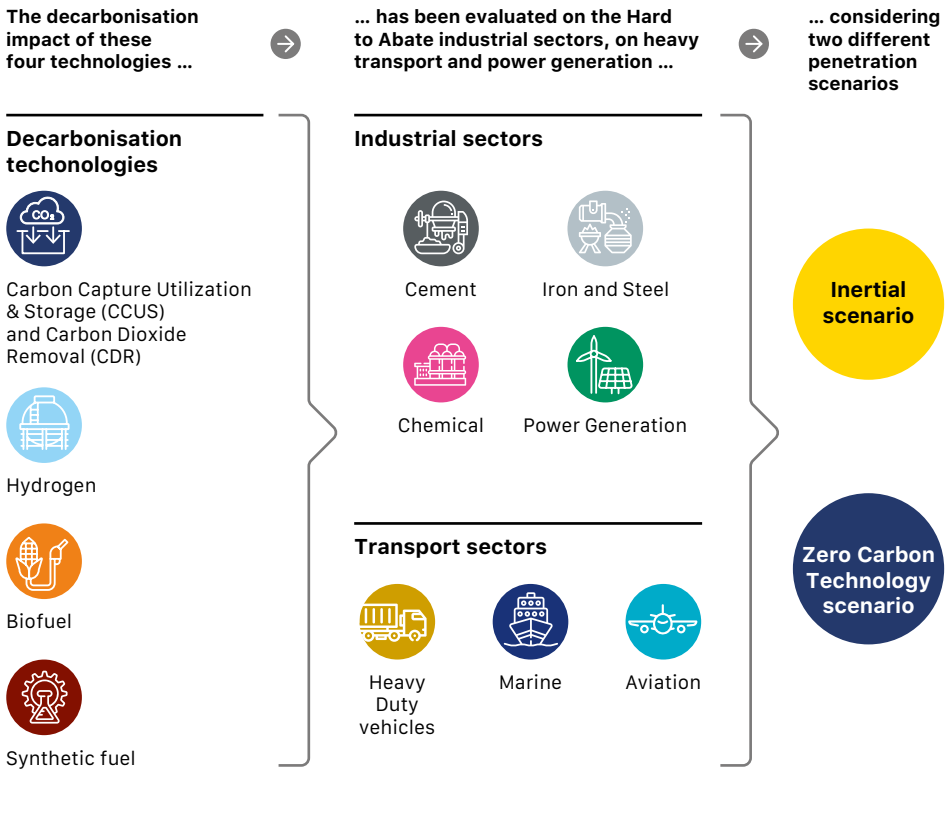 The decarbonisation
impact of these
four technologies ...
... has been evaluated on the Hard
to Abate industrial sectors, on heavy
transport and power generation ...
... considering
two different
penetration
scenarios
Decarbonisation
techonologies
CO₂
Carbon Capture Utilization
& Storage (CCUS)
and Carbon Dioxide
Removal (CDR)
Hydrogen
Biofuel
Synthetic fuel
Industrial sectors
Cement
Iron and Steel
Chemical
Power Generation
Transport sectors
Heavy
Duty
vehicles
Marine
Aviation
Inertial
scenario
Zero Carbon
Technology
scenario